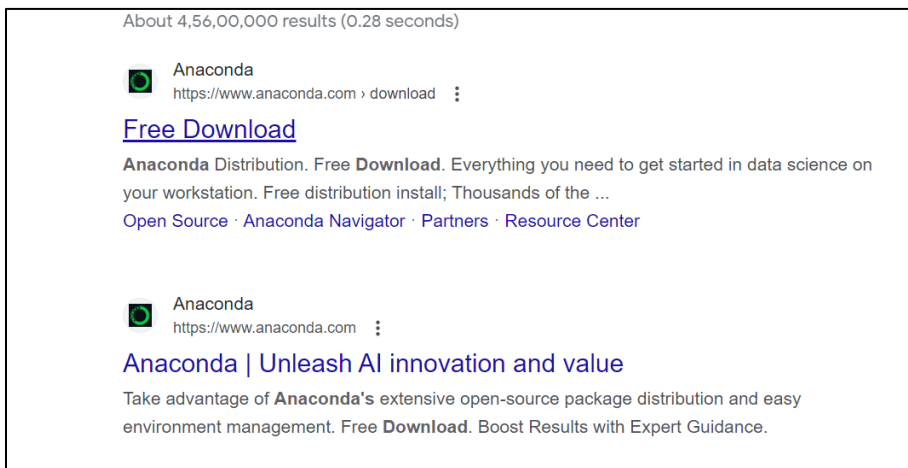 About 4,56,00,000 results (0.28 seconds)
Anaconda
https://www.anaconda.com › download
Free Download
Anaconda Distribution. Free Download. Everything you need to get started in data science on
your workstation. Free distribution install; Thousands of the ...
Open Source · Anaconda Navigator · Partners · Resource Center
Anaconda
https://www.anaconda.com
Anaconda | Unleash AI innovation and value
Take advantage of Anaconda's extensive open-source package distribution and easy
environment management. Free Download. Boost Results with Expert Guidance.